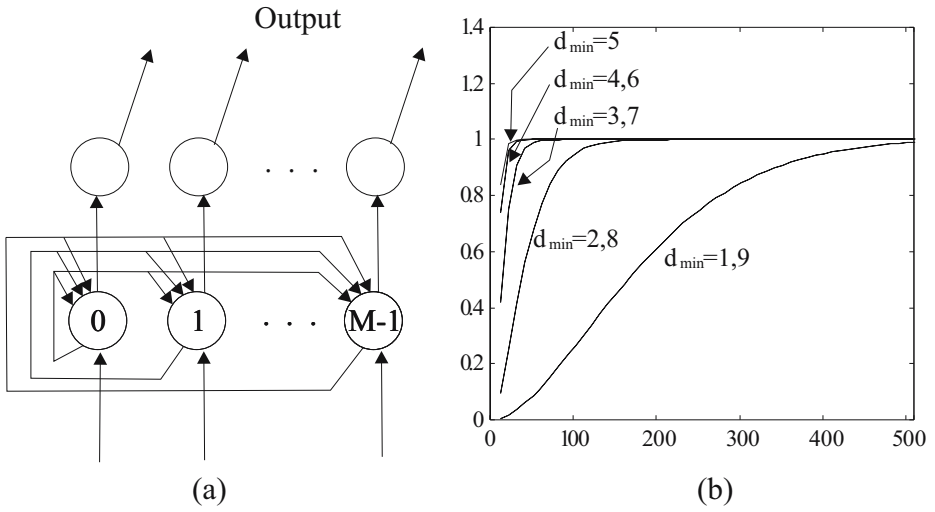 Output
. . .
0
1
. . .
M-1
(a)
1.4
1.2
1
0.8
0.6
0.4
0.2
0
0
100
200
300
400
500
d min=5
d min=4,6
d min=3,7
d min=2,8
d min=1,9
(b)